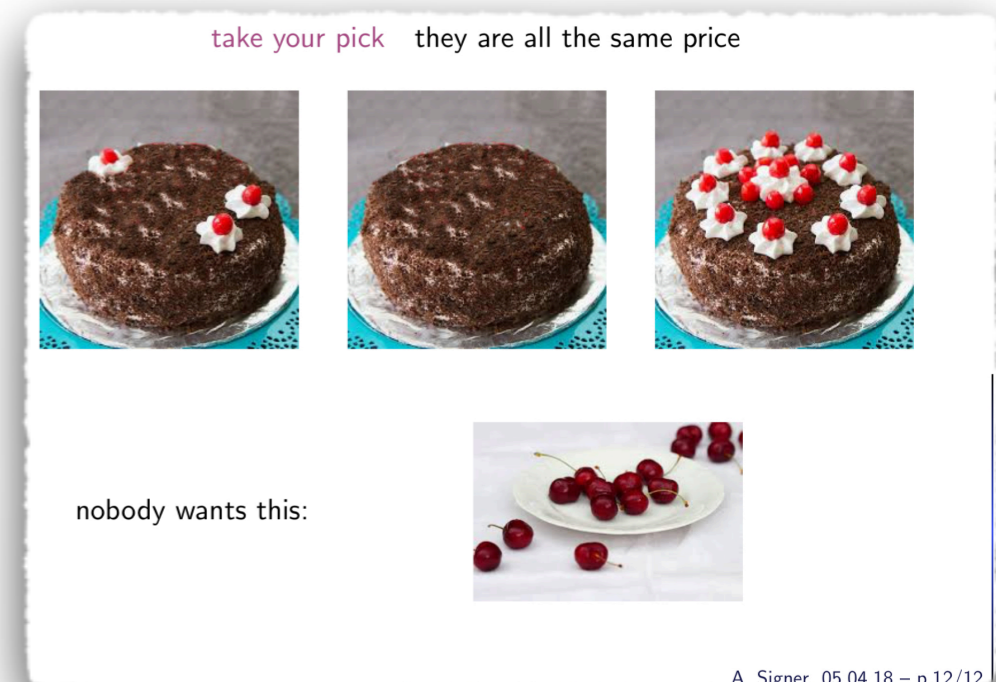 take your pick they are all the same price
nobody wants this:
A. Signer, 05.04.18 – p.12/12